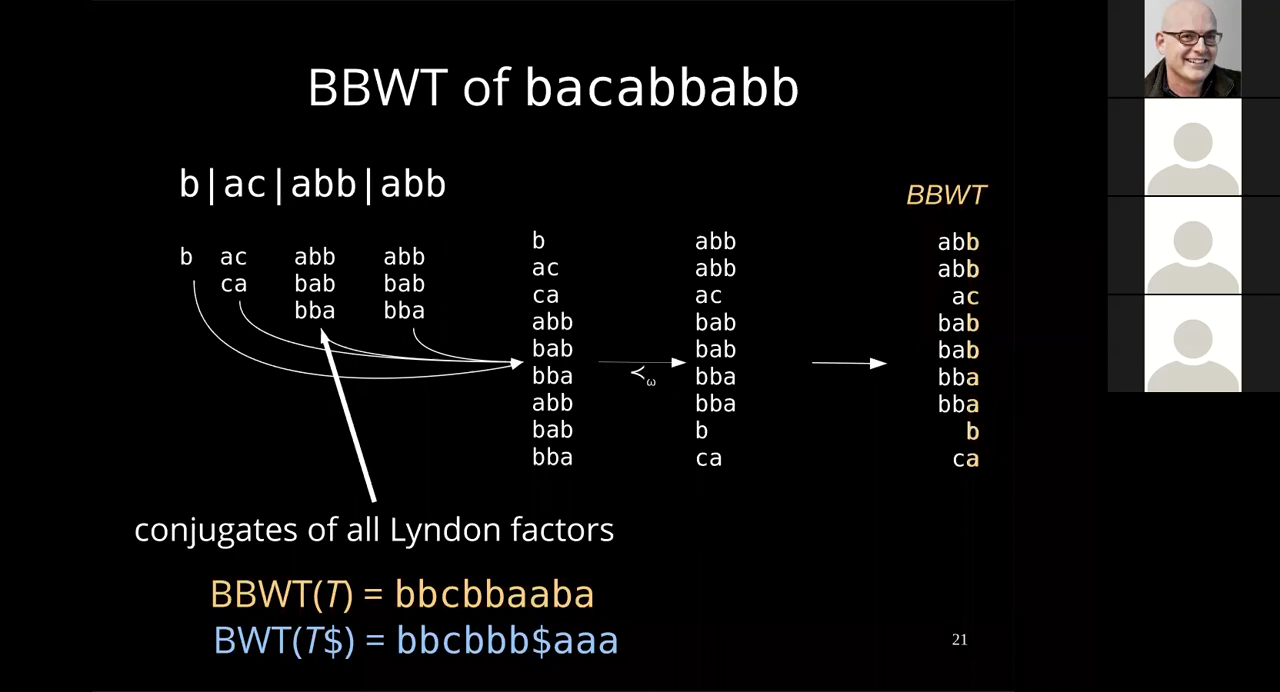 BBWT of bacabbabb
b|ac|abb|abb
BBWT
b ac abb abb
ca bab bab
bba bba
b
ac
ca
abb
bab
bba
abb
bab
bba
≺ω
abb
abb
ac
bab
bab
bba
bba
b
ca
abb
abb
ac
bab
bab
bba
bba
b
ca
conjugates of all Lyndon factors
BBWT(T) = bbcbbaaba
BWT(T$) = bbcbbb$aaa
21